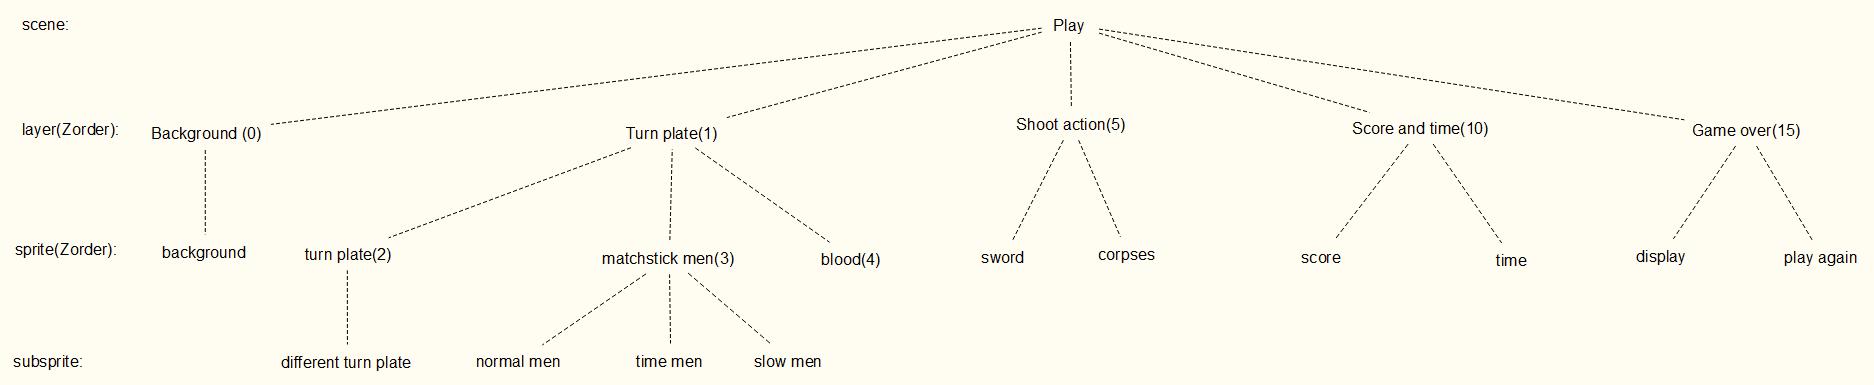 scene: Play
layer(Zorder): Background (0) Turn plate(1) Shoot action(5) Score and time(10) Game over(15)
sprite(Zorder): background turn plate(2) matchstick men(3) blood(4) sword corpses score time display play again
subsprite: different turn plate normal men time men slow men